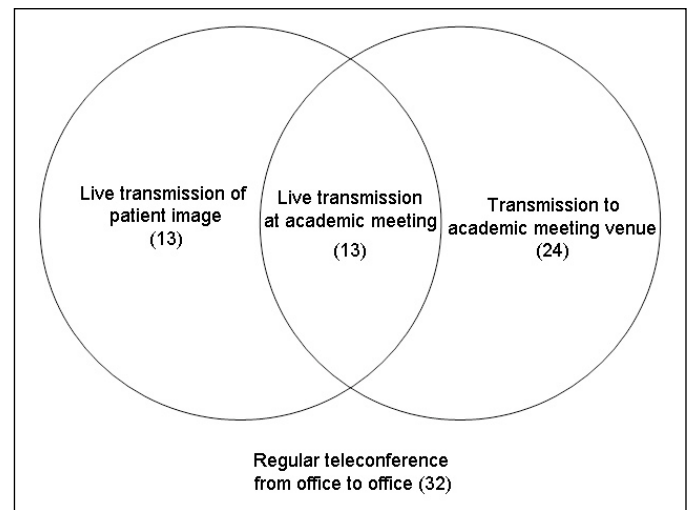 Live transmission of
patient image
(13)
Live transmission
at academic meeting
(13)
Transmission to
academic meeting venue
(24)
Regular teleconference
from office to office (32)